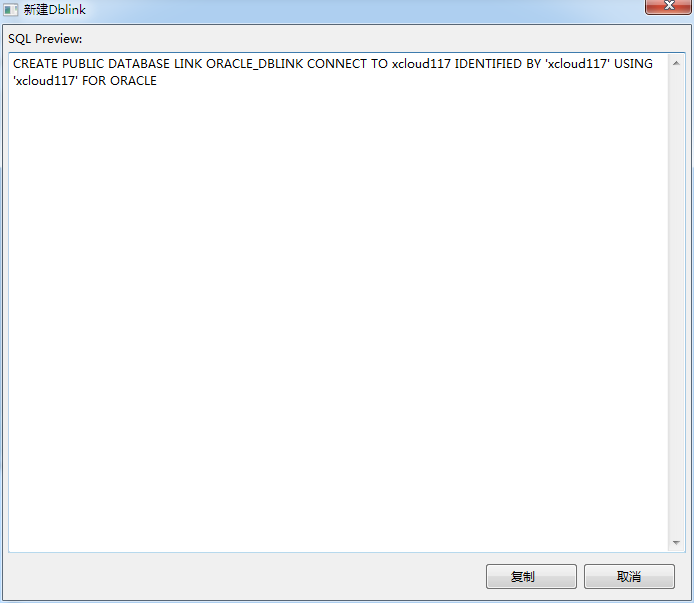 新建Dblink
SQL Preview:
CREATE PUBLIC DATABASE LINK ORACLE_DBLINK CONNECT TO xcloud117 IDENTIFIED BY 'xcloud117' USING
'xcloud117' FOR ORACLE
复制
取消